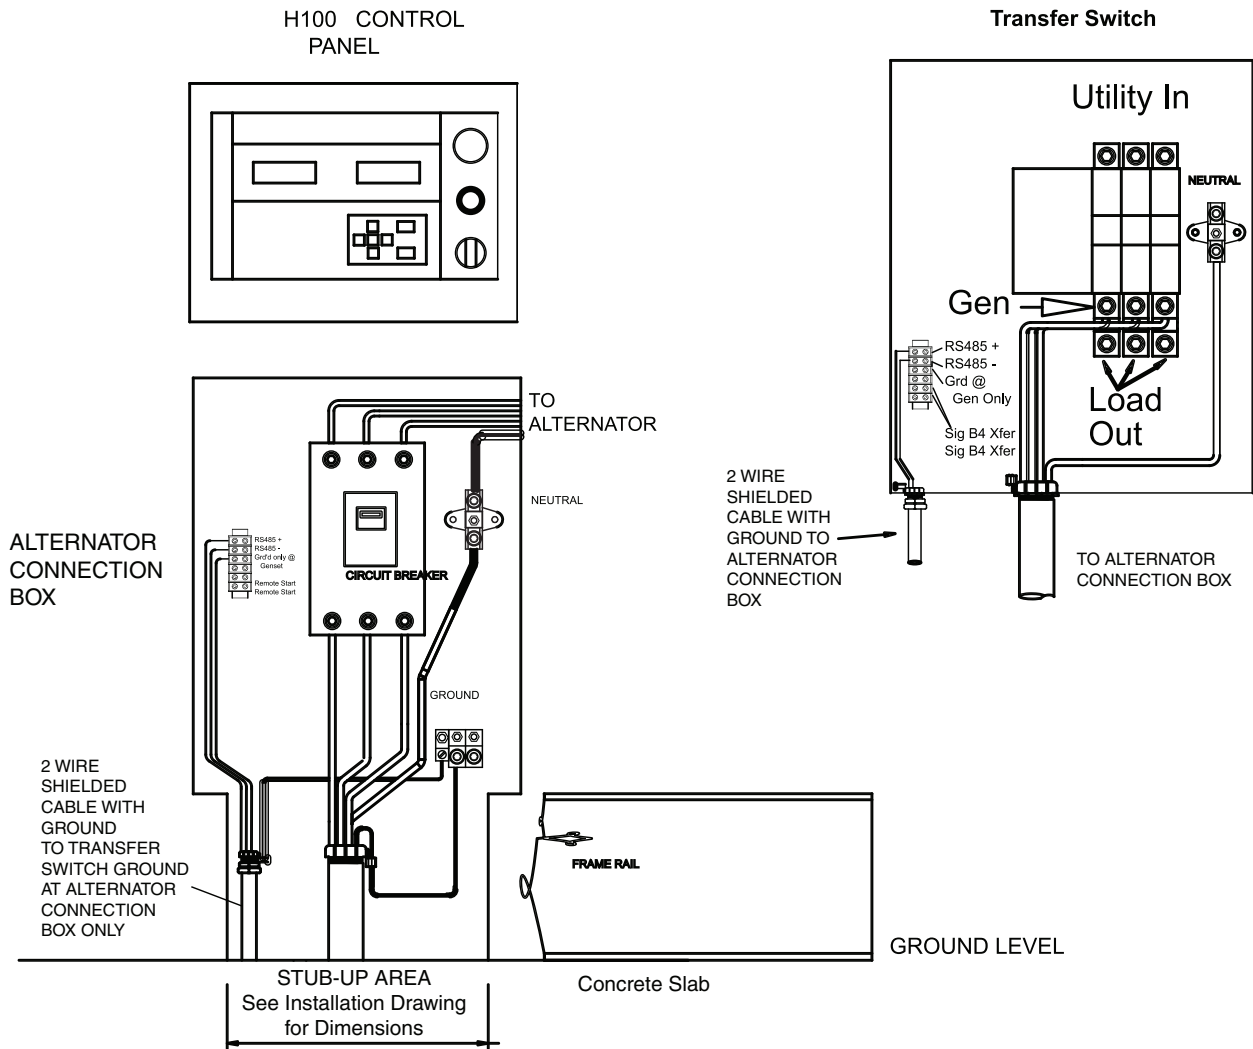 H100 CONTROL
PANEL
Transfer Switch
Utility In
NEUTRAL
Gen
RS485 +
RS485 -
Grd @
Gen Only
Sig B4 Xfer
Sig B4 Xfer
Load
Out
2 WIRE
SHIELDED
CABLE WITH
GROUND TO
ALTERNATOR
CONNECTION
BOX
TO ALTERNATOR
CONNECTION BOX
TO
ALTERNATOR
NEUTRAL
ALTERNATOR
CONNECTION
BOX
RS485 +
RS485 -
Grd'd only @
Genset
Remote Start
Remote Start
CIRCUIT BREAKER
GROUND
2 WIRE
SHIELDED
CABLE WITH
GROUND
TO TRANSFER
SWITCH GROUND
AT ALTERNATOR
CONNECTION
BOX ONLY
FRAME RAIL
GROUND LEVEL
STUB-UP AREA
See Installation Drawing
for Dimensions
Concrete Slab